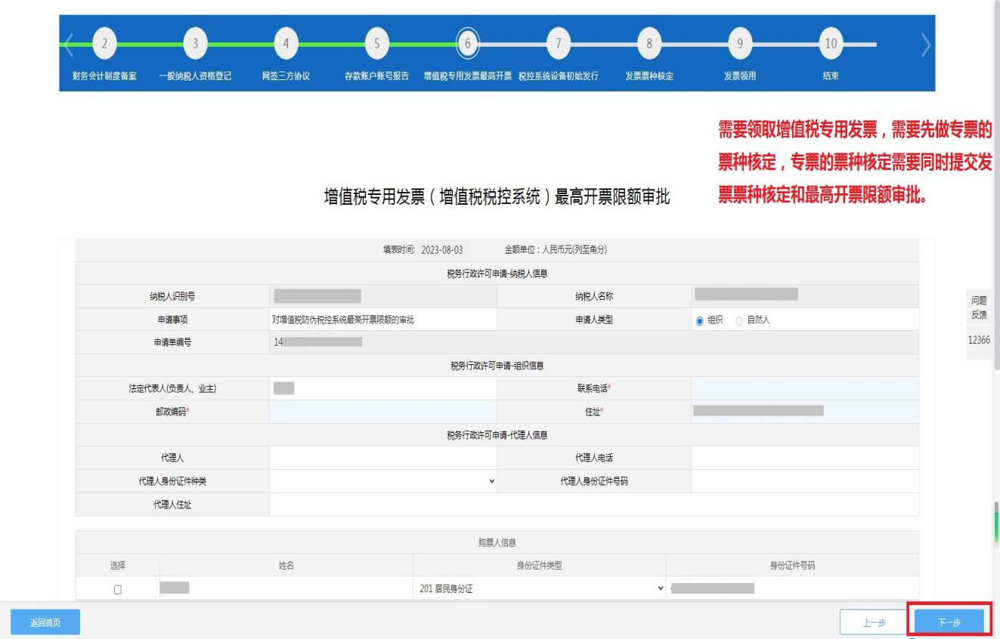 2 3 4 5 6 7 8 9 10
财务会计制度备案 一般纳税人资格登记 网签三方协议 存款账户账号报告 增值税专用发票最高开票 税控系统设备初始发行 发票票种核定 发票领用 结束
需要领取增值税专用发票，需要先做专票的
票种核定，专票的票种核定需要同时提交发
票票种核定和最高开票限额审批。
增值税专用发票（增值税税控系统）最高开票限额审批
填表时间: 2023-08-03 金额单位：人民币元(列至角分)
税务行政许可申请-纳税人信息
纳税人识别号 纳税人名称
申请事项 对增值税防伪税控系统最高开票限额的审批 申请人类型 组织 自然人
申请单编号 14
税务行政许可申请-组织信息
法定代表人(负责人、业主) 联系电话*
邮政编码* 住址*
税务行政许可申请-代理人信息
代理人 代理人电话
代理人身份证件种类 代理人身份证件号码
代理人住址
购票人信息
选择 姓名 身份证件类型 身份证件号码
201 居民身份证
问题
反馈
12366
返回首页 上一步 下一步